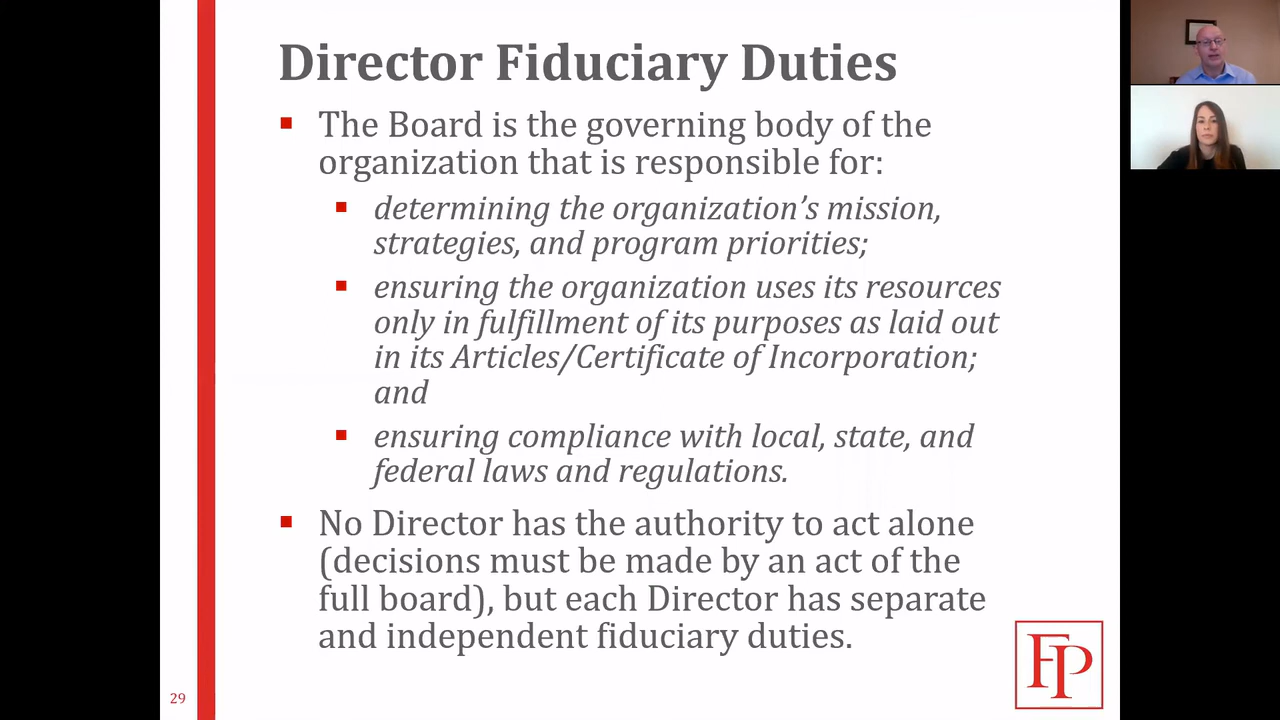 Director Fiduciary Duties
The Board is the governing body of the
organization that is responsible for:
determining the organization’s mission,
strategies, and program priorities;
ensuring the organization uses its resources
only in fulfillment of its purposes as laid out
in its Articles/Certificate of Incorporation;
and
ensuring compliance with local, state, and
federal laws and regulations.
No Director has the authority to act alone
(decisions must be made by an act of the
full board), but each Director has separate
and independent fiduciary duties.
29
FP